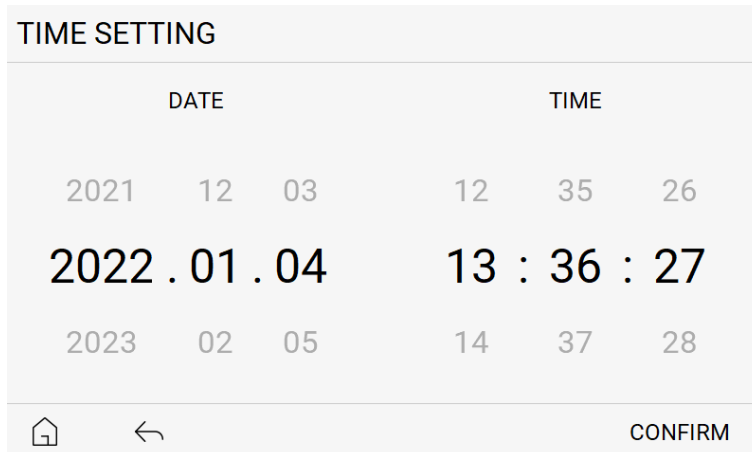 TIME SETTING
DATE TIME
2021 12 03 12 35 26
2022 . 01 . 04 13 : 36 : 27
2023 02 05 14 37 28
CONFIRM